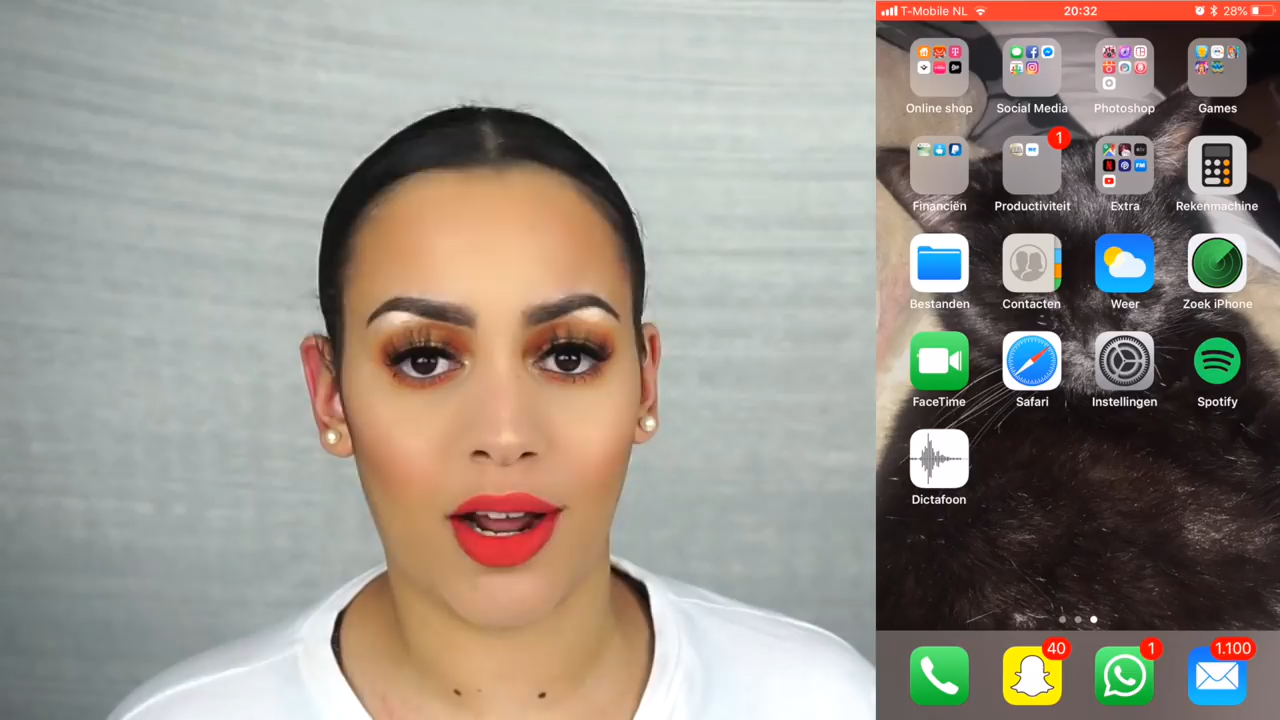 T-Mobile NL 20:32 28%
Online shop Social Media Photoshop Games
1
Financiën Productiviteit Extra Rekenmachine
Bestanden Contacten Weer Zoek iPhone
FaceTime Safari Instellingen Spotify
Dictafoon
40 1 1.100